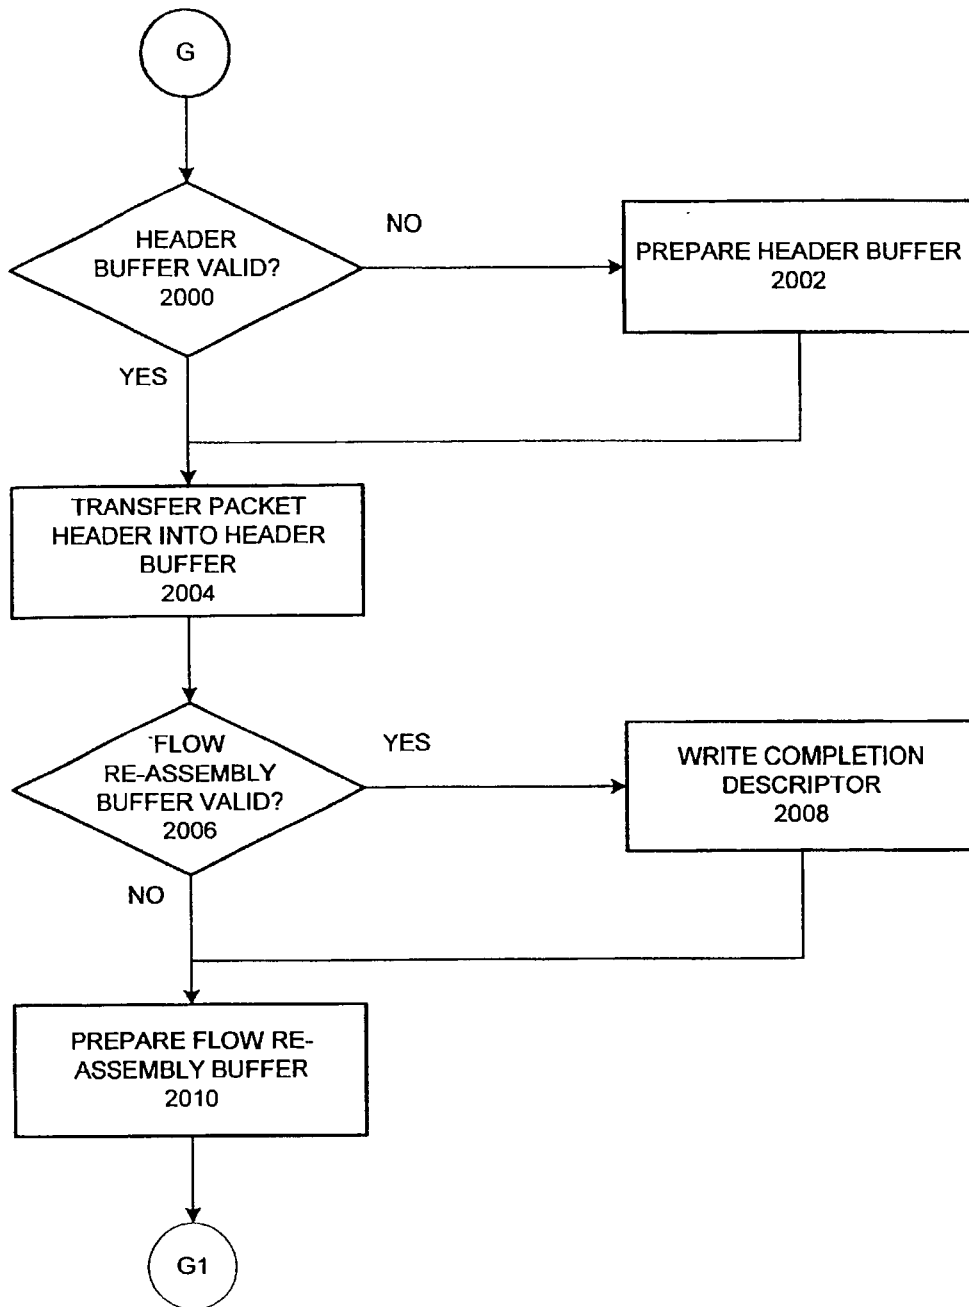 G
HEADER
BUFFER VALID?
2000
NO
PREPARE HEADER BUFFER
2002
YES
TRANSFER PACKET
HEADER INTO HEADER
BUFFER
2004
FLOW
RE-ASSEMBLY
BUFFER VALID?
2006
YES
WRITE COMPLETION
DESCRIPTOR
2008
NO
PREPARE FLOW RE-
ASSEMBLY BUFFER
2010
G1